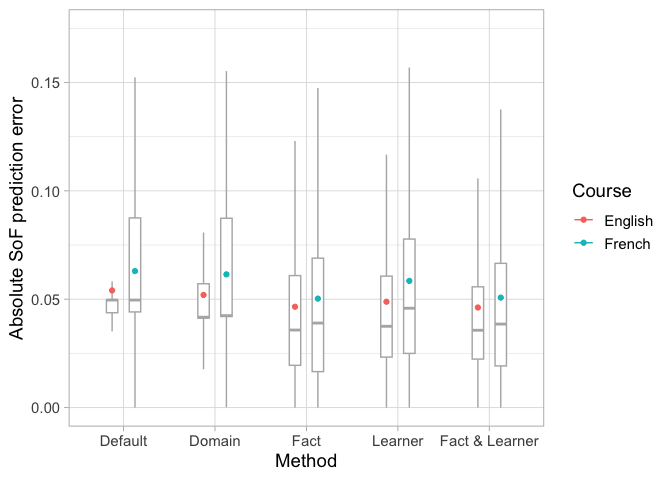 Absolute SoF prediction error
0.15
0.10
0.05
0.00
Default Domain Fact Learner Fact & Learner
Method
Course
English
French